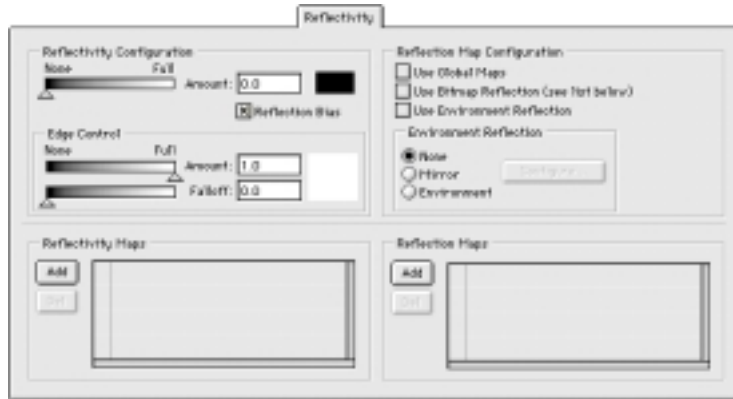 Reflectivity
Reflectivity Configuration
None Full
Amount: 0.0
Reflection Bias
Edge Control
None Full
Amount: 1.0
Falloff: 0.0
Reflection Map Configuration
Use Global Maps
Use Bitmap Reflection (see list below)
Use Environment Reflection
Environment Reflection
None
Mirror
Environment
Configure...
Reflectivity Maps
Add
Del
Reflection Maps
Add
Del